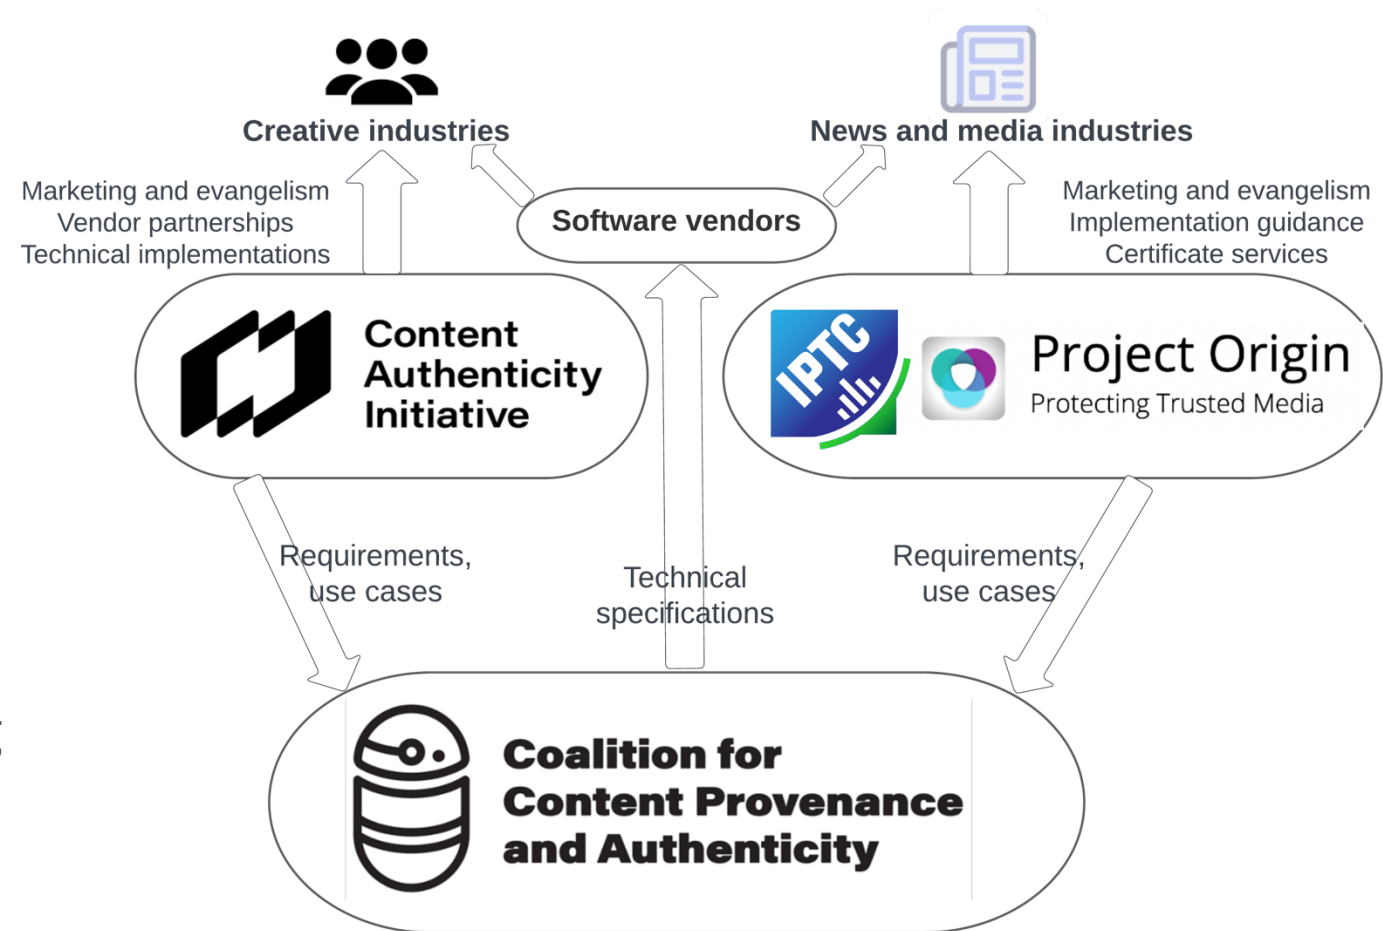 Creative industries
News and media industries
Marketing and evangelism
Vendor partnerships
Technical implementations
Software vendors
Marketing and evangelism
Implementation guidance
Certificate services
Content
Authenticity
Initiative
IPTC
Project Origin
Protecting Trusted Media
Requirements,
use cases
Technical
specifications
Requirements,
use cases
Coalition for
Content Provenance
and Authenticity